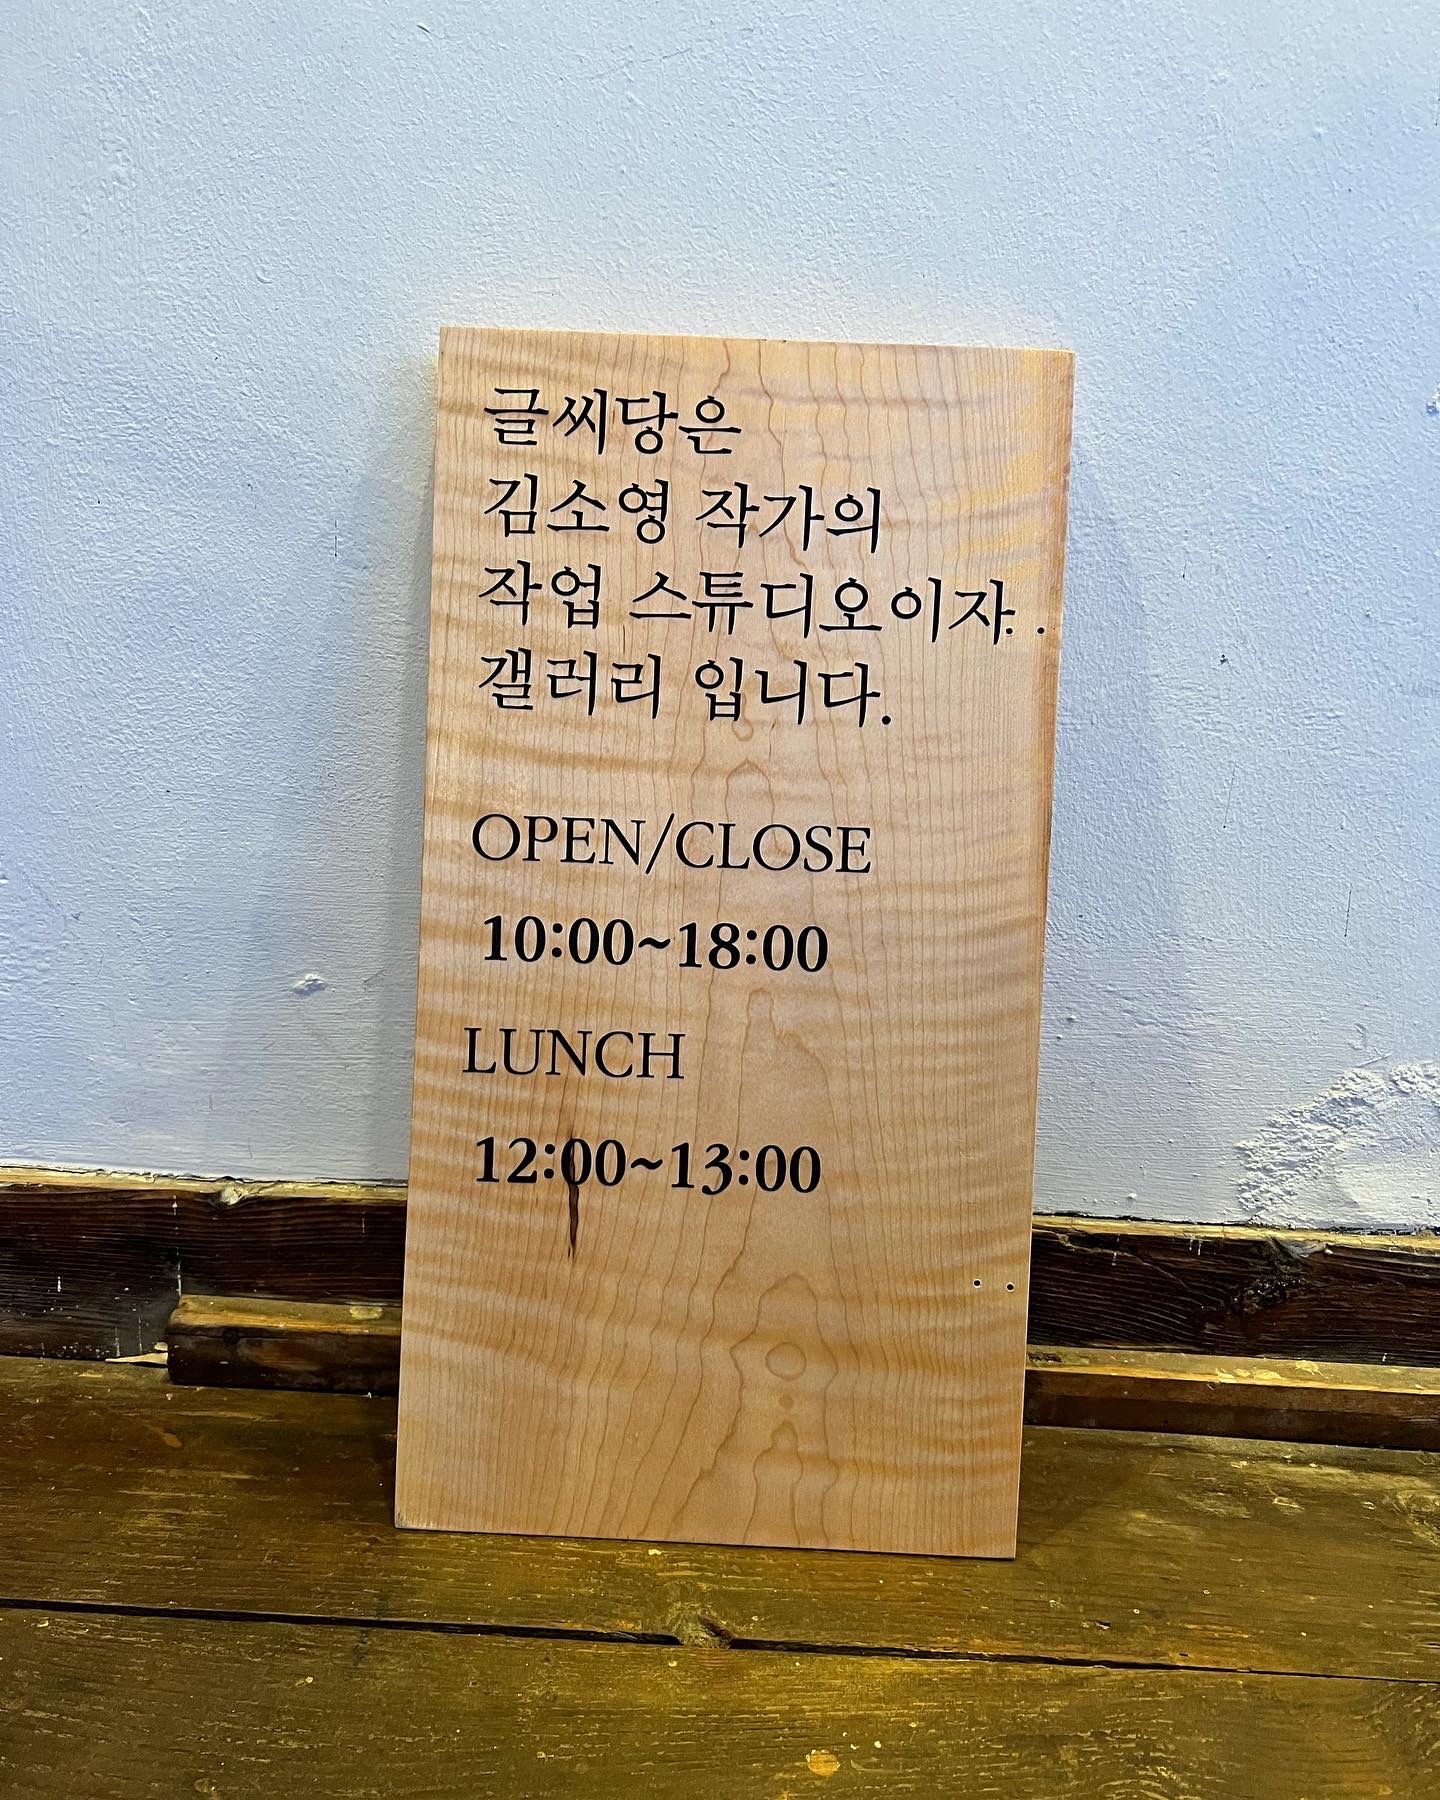 글씨당은
김소영 작가의
작업 스튜디오이자
갤러리 입니다.
OPEN/CLOSE
10:00~18:00
LUNCH
12:00~13:00